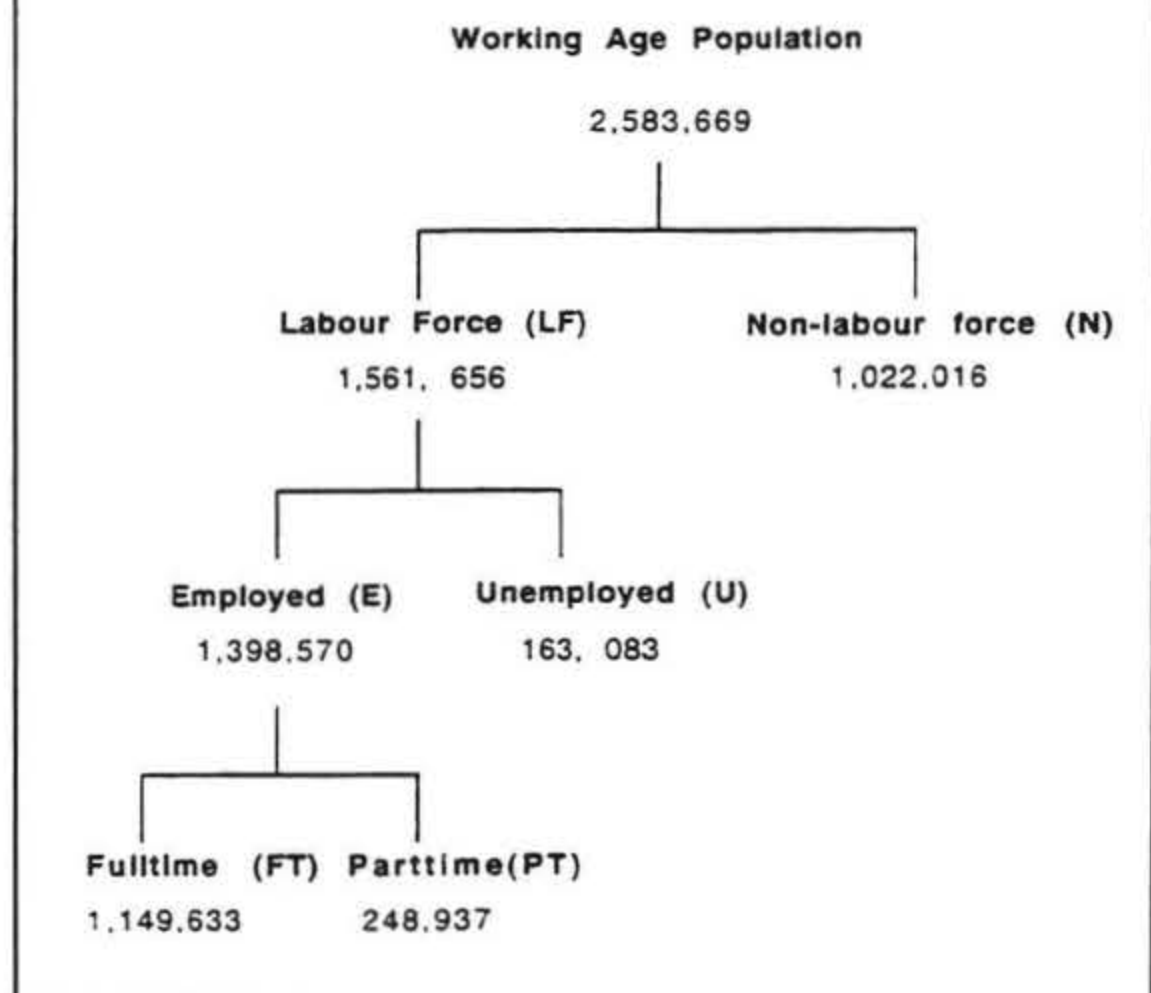 Working Age Population
2,583,669
Labour Force (LF) Non-labour force (N)
1,561, 656 1,022,016
Employed (E) Unemployed (U)
1,398,570 163, 083
Fulltime (FT) Parttime(PT)
1,149,633 248,937